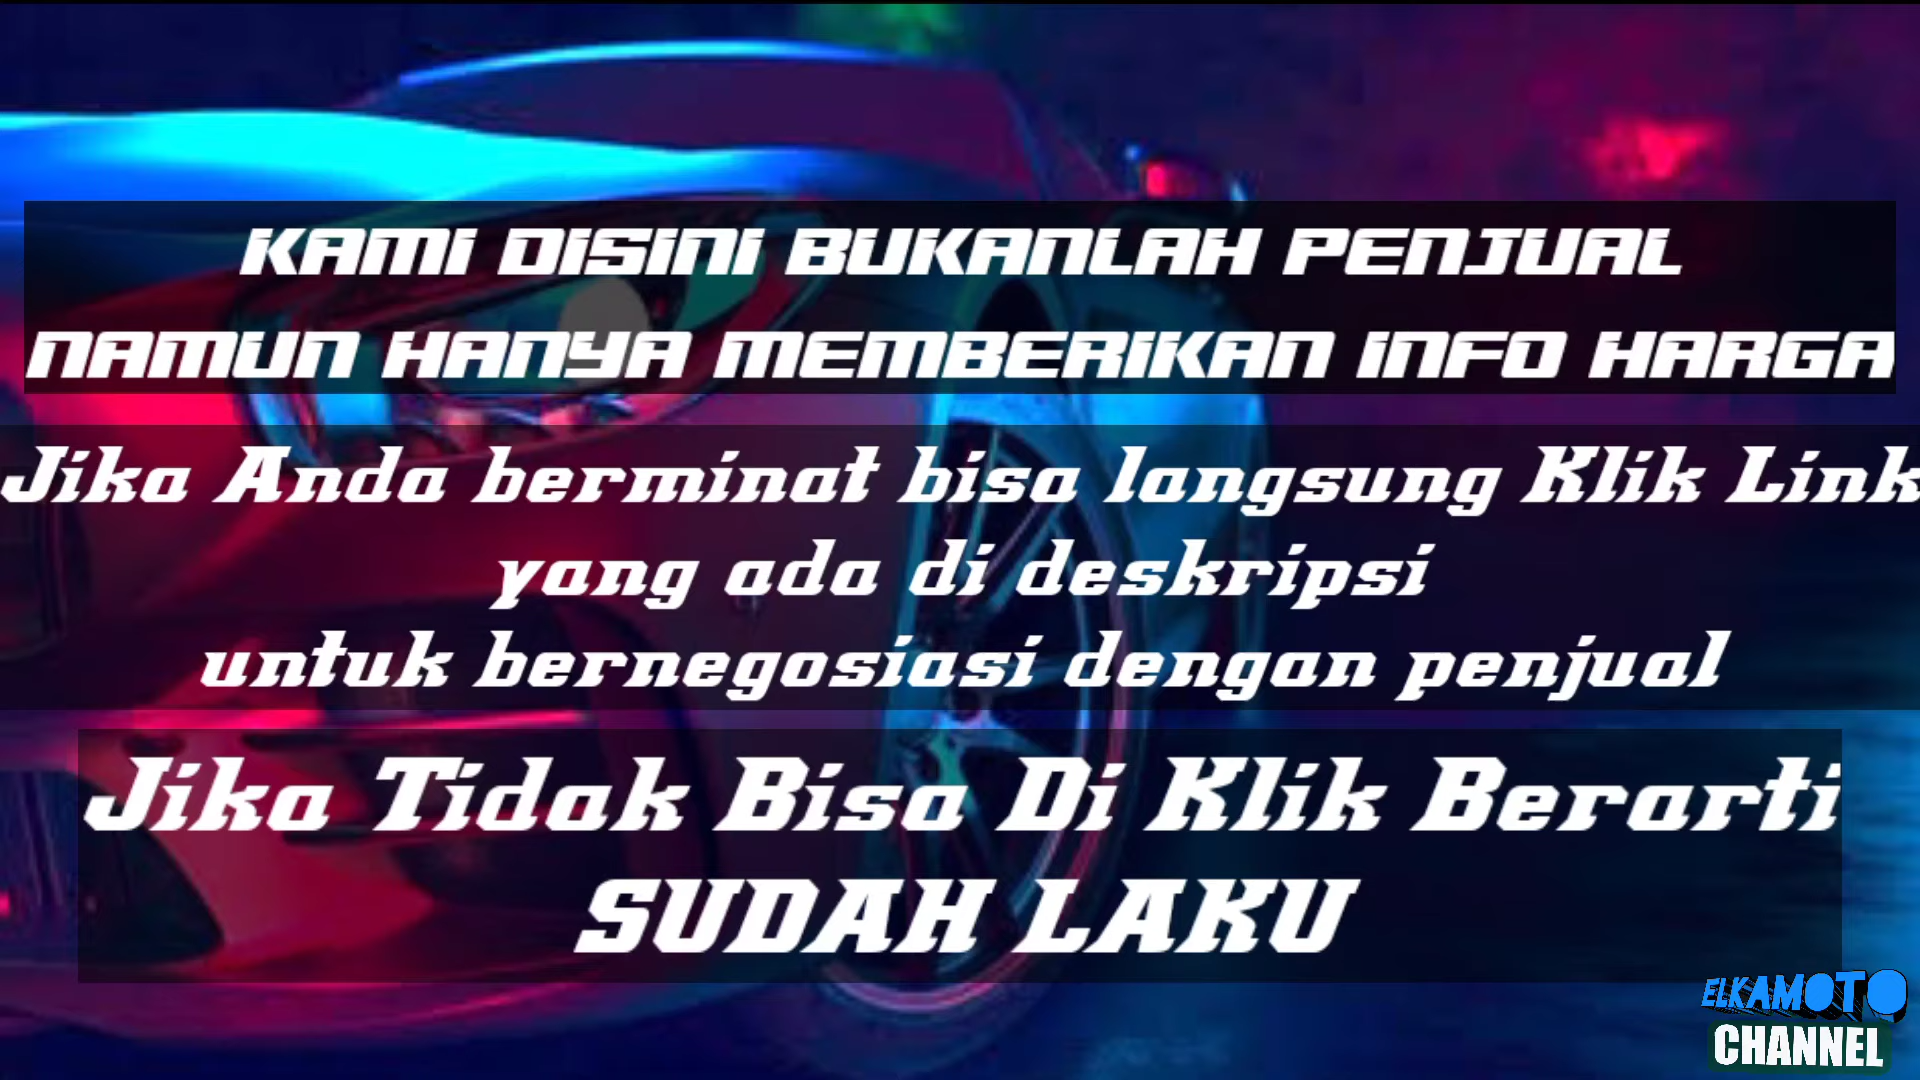 KAMI DISINI BUKANLAH PENJUAL
NAMUN HANYA MEMBERIKAN INFO HARGA
Jika Anda berminat bisa langsung Klik Link
yang ada di deskripsi
untuk bernegosiasi dengan penjual
Jika Tidak Bisa Di Klik Berarti
SUDAH LAKU
ELKAMOTO
CHANNEL